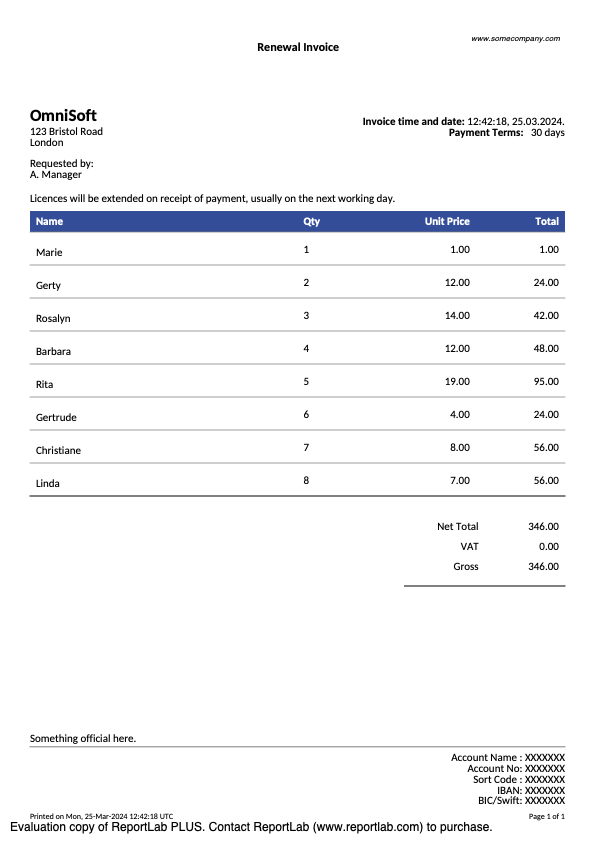 www.somecompany.com
Renewal Invoice
OmniSoft
123 Bristol Road
London
Invoice time and date: 12:42:18, 25.03.2024.
Payment Terms: 30 days
Requested by:
A. Manager
Licences will be extended on receipt of payment, usually on the next working day.
Name Qty Unit Price Total
Marie 1 1.00 1.00
Gerty 2 12.00 24.00
Rosalyn 3 14.00 42.00
Barbara 4 12.00 48.00
Rita 5 19.00 95.00
Gertrude 6 4.00 24.00
Christiane 7 8.00 56.00
Linda 8 7.00 56.00
Net Total 346.00
VAT 0.00
Gross 346.00
Something official here.
Account Name : XXXXXXX
Account No: XXXXXXX
Sort Code : XXXXXXX
IBAN: XXXXXXX
BIC/Swift: XXXXXXX
Printed on Mon, 25-Mar-2024 12:42:18 UTC Page 1 of 1
Evaluation copy of ReportLab PLUS. Contact ReportLab (www.reportlab.com) to purchase.